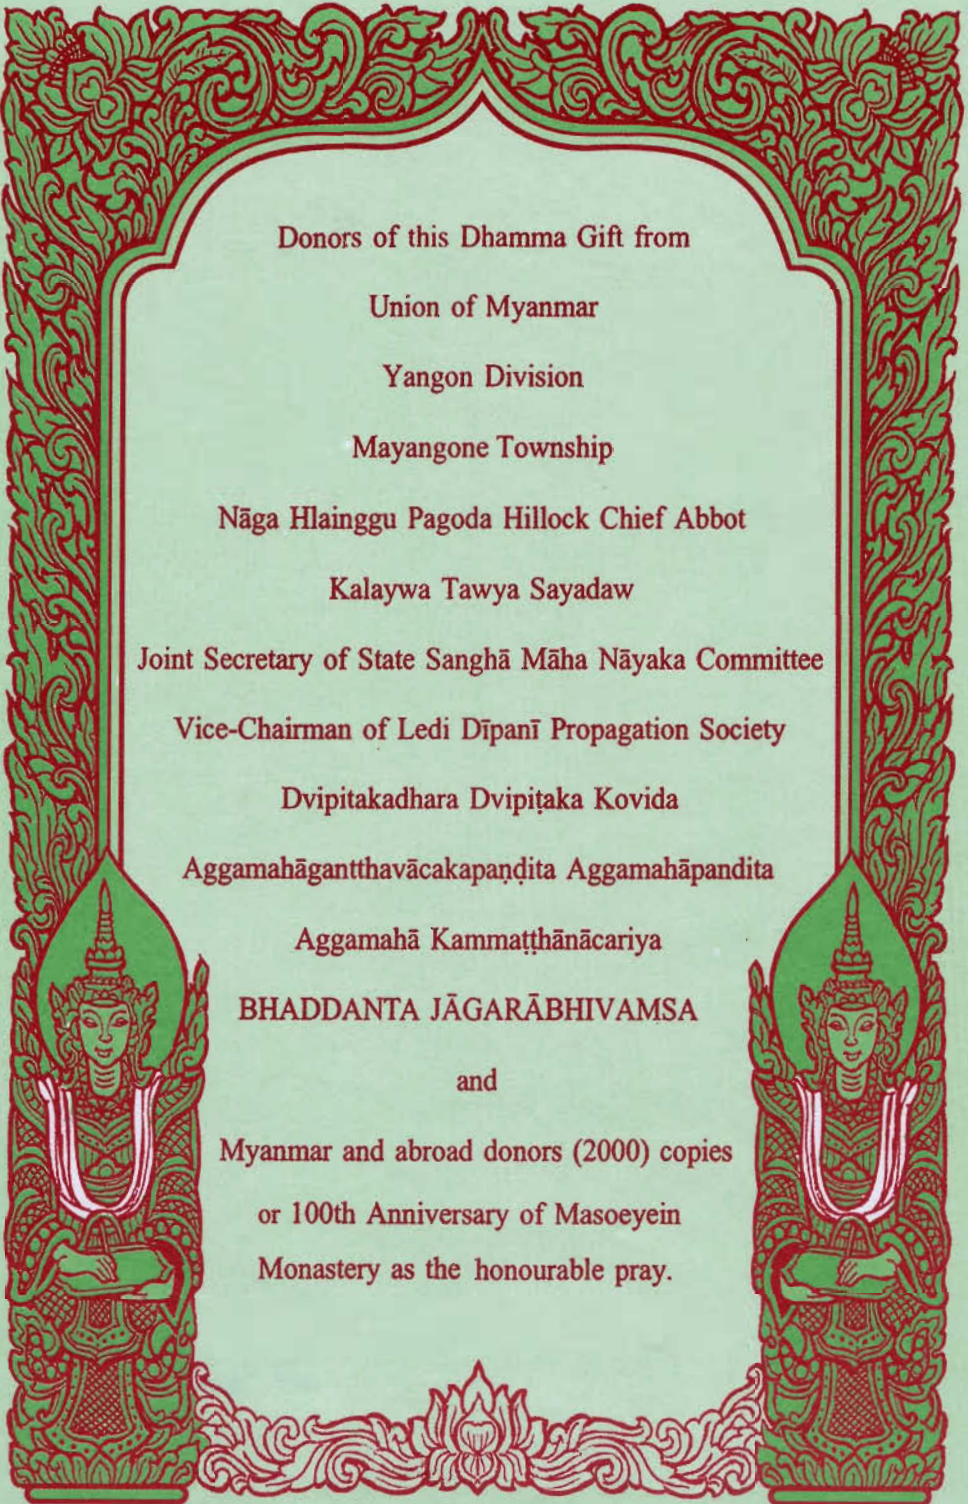 Donors of this Dhamma Gift from
Union of Myanmar
Yangon Division
Mayangone Township
Nāga Hlainggu Pagoda Hillock Chief Abbot
Kalaywa Tawya Sayadaw
Joint Secretary of State Sanghā Māha Nāyaka Committee
Vice-Chairman of Ledi Dīpanī Propagation Society
Dvipitakadhara Dvipiṭaka Kovida
Aggamahāgantthavācakapaṇḍita Aggamahāpandita
Aggamahā Kammaṭṭhānācariya
BHADDANTA JĀGARĀBHIVAMSA
and
Myanmar and abroad donors (2000) copies
or 100th Anniversary of Masoeyein
Monastery as the honourable pray.